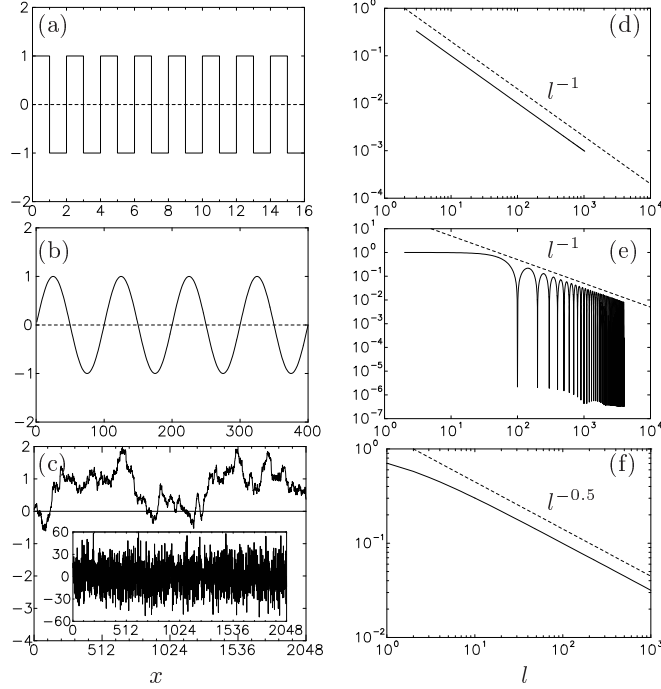 (a)
2
1
0
−1
−2
0 2 4 6 8 10 12 14 16
(d)
l^{−1}
10^0
10^{−1}
10^{−2}
10^{−3}
10^{−4}
10^0 10^1 10^2 10^3 10^4
(b)
2
1
0
−1
−2
0 100 200 300 400
(e)
l^{−1}
10^1
10^0
10^{−1}
10^{−2}
10^{−3}
10^{−4}
10^{−5}
10^{−6}
10^{−7}
10^0 10^1 10^2 10^3 10^4
(c)
2
1
0
−1
−2
−3
−4
60
30
0
−30
−60
0 512 1024 1536 2048
0 512 1024 1536 2048
x
(f)
l^{−0.5}
10^0
10^{−1}
10^{−2}
10^0 10^1 10^2 10^3
l